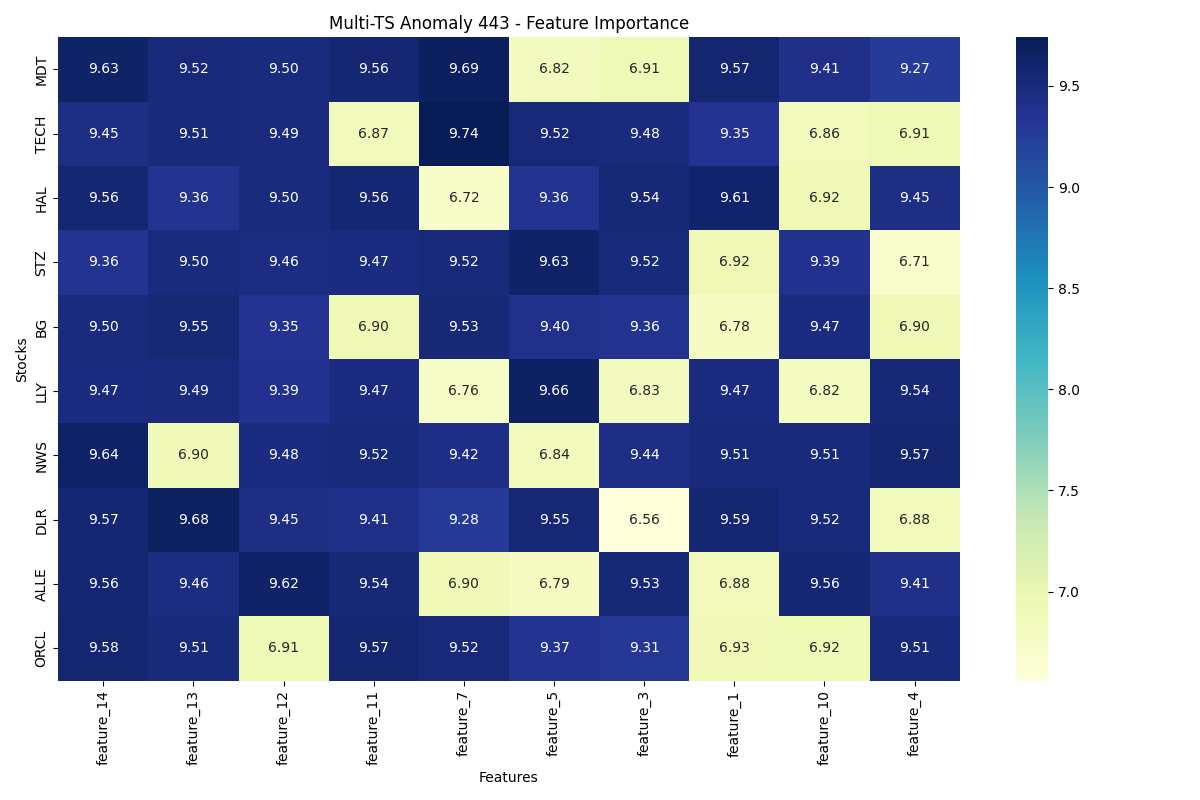 Multi-TS Anomaly 443 - Feature Importance
Stocks
MDT 9.63 9.52 9.50 9.56 9.69 6.82 6.91 9.57 9.41 9.27
TECH 9.45 9.51 9.49 6.87 9.74 9.52 9.48 9.35 6.86 6.91
HAL 9.56 9.36 9.50 9.56 6.72 9.36 9.54 9.61 6.92 9.45
STZ 9.36 9.50 9.46 9.47 9.52 9.63 9.52 6.92 9.39 6.71
BG 9.50 9.55 9.35 6.90 9.53 9.40 9.36 6.78 9.47 6.90
LLY 9.47 9.49 9.39 9.47 6.76 9.66 6.83 9.47 6.82 9.54
NWS 9.64 6.90 9.48 9.52 9.42 6.84 9.44 9.51 9.51 9.57
DLR 9.57 9.68 9.45 9.41 9.28 9.55 6.56 9.59 9.52 6.88
ALLE 9.56 9.46 9.62 9.54 6.90 6.79 9.53 6.88 9.56 9.41
ORCL 9.58 9.51 6.91 9.57 9.52 9.37 9.31 6.93 6.92 9.51
feature_14 feature_13 feature_12 feature_11 feature_7 feature_5 feature_3 feature_1 feature_10 feature_4
Features
9.5
9.0
8.5
8.0
7.5
7.0